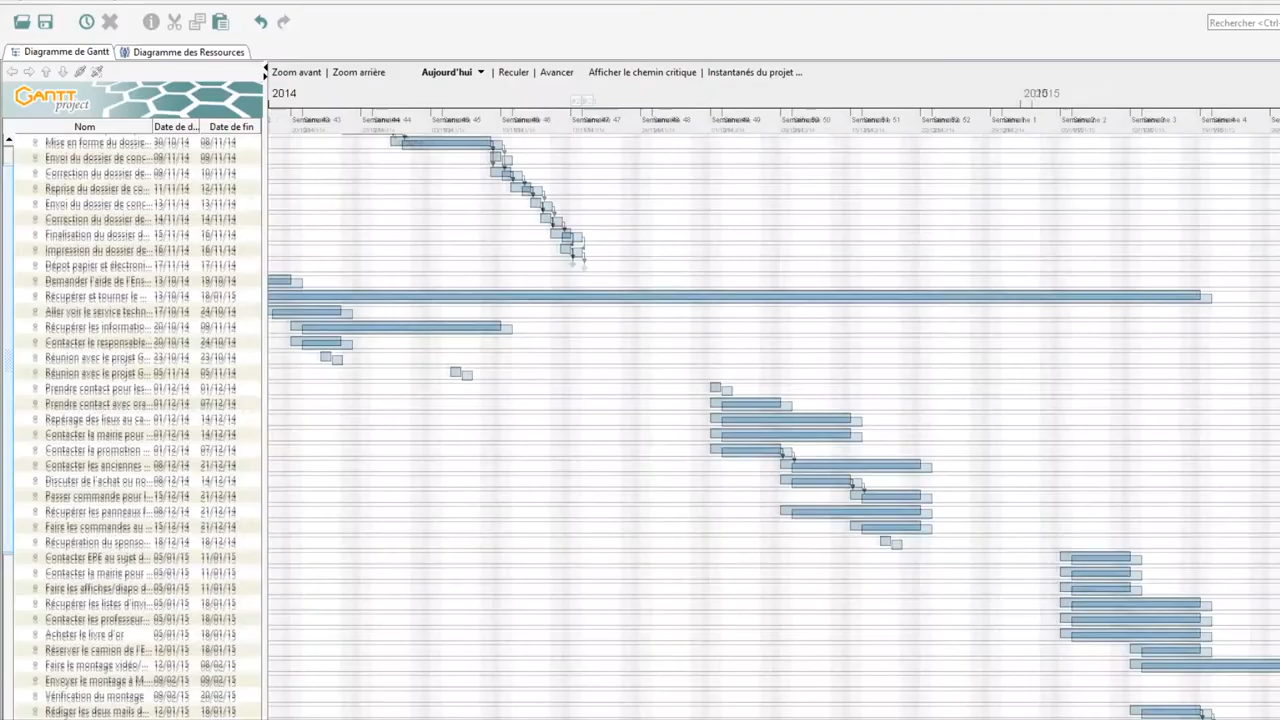 Rechercher <Ctrl-
Diagramme de Gantt
Diagramme des Ressources
Zoom avant | Zoom arrière
Aujourd'hui ▼ | Reculer | Avancer
Afficher le chemin critique | Instantanés du projet ...
GANTT
project
2014
Nom Date de d... Date de fin
Mise en forme du dossie... 30/10/14 08/11/14
Envoi du dossier de conc... 09/11/14 09/11/14
Correction du dossier de... 09/11/14 10/11/14
Reprise du dossier de co... 11/11/14 12/11/14
Envoi du dossier de conc... 13/11/14 13/11/14
Correction du dossier de... 14/11/14 14/11/14
Finalisation du dossier d... 15/11/14 16/11/14
Impression du dossier de... 16/11/14 16/11/14
Dépot papier et électroni... 17/11/14 17/11/14
Demander l'aide de l'Ens... 13/10/14 19/10/14
Récupérer et tourner le ... 13/10/14 18/01/15
Aller voir le service techn... 17/10/14 24/10/14
Récupérer les informatio... 20/10/14 09/11/14
Contacter le responsable... 20/10/14 24/10/14
Réunion avec le projet G... 23/10/14 23/10/14
Réunion avec le projet G... 05/11/14 05/11/14
Prendre contact pour les... 01/12/14 01/12/14
Prendre contact avec ora... 01/12/14 07/12/14
Repérage des lieux au ca... 01/12/14 14/12/14
Contacter la mairie pour ... 01/12/14 14/12/14
Contacter la promotion ... 01/12/14 07/12/14
Contacter les anciennes ... 08/12/14 21/12/14
Discuter de l'achat ou no... 08/12/14 14/12/14
Passer commande pour l... 15/12/14 21/12/14
Récupérer les panneaux f... 08/12/14 21/12/14
Faire les commandes au ... 15/12/14 21/12/14
Récupération du sponso... 18/12/14 18/12/14
Contacter EPE au sujet d... 05/01/15 11/01/15
Contacter la mairie pour ... 05/01/15 11/01/15
Faire les affiches/diapo d... 05/01/15 11/01/15
Récupérer les listes d'invi... 05/01/15 18/01/15
Contacter les professeur... 05/01/15 18/01/15
Acheter le livre d'or 05/01/15 18/01/15
Réserver le camion de l'E... 12/01/15 18/01/15
Faire le montage vidéo/... 12/01/15 08/02/15
Envoyer le montage à M... 09/02/15 09/02/15
Vérification du montage 09/02/15 20/02/15
Rédiger les deux mails d... 12/01/15 18/01/15